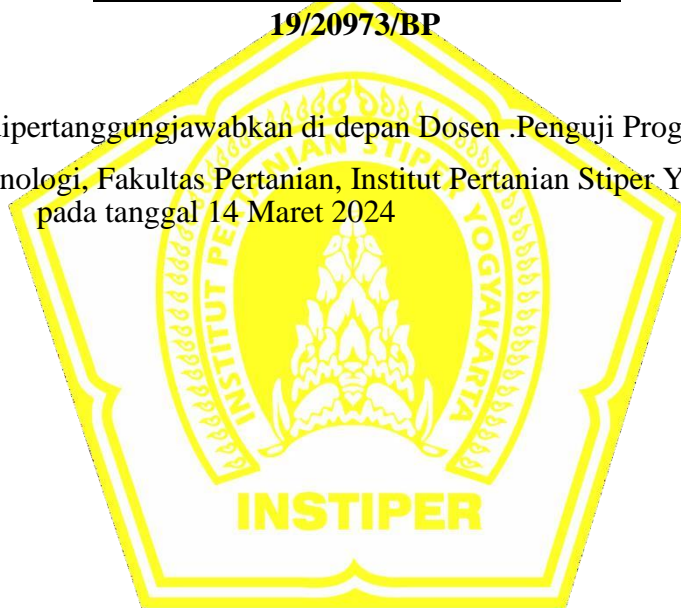 19/20973/BP
dipertanggungjawabkan di depan Dosen .Penguji Prog
nologi, Fakultas Pertanian, Institut Pertanian Stiper Y
pada tanggal 14 Maret 2024
INSTITUT PERTANIAN STIPER YOGYAKARTA
INSTIPER